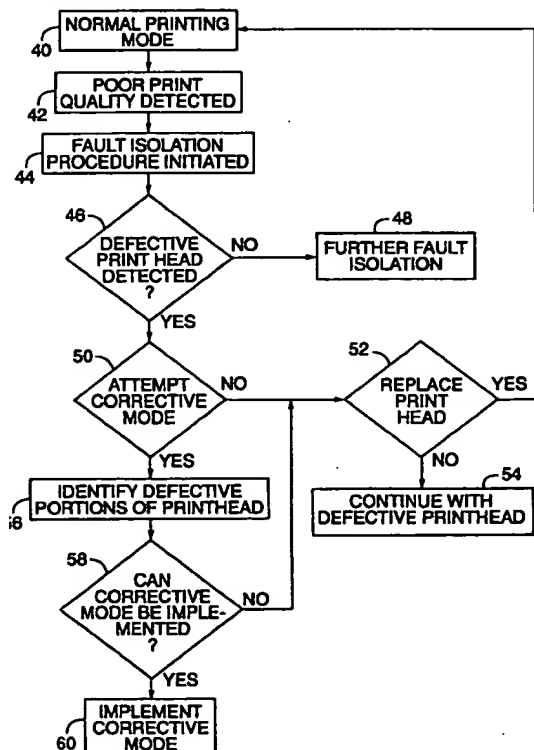 NORMAL PRINTING
MODE
40
POOR PRINT
QUALITY DETECTED
42
FAULT ISOLATION
PROCEDURE INITIATED
44
46
DEFECTIVE
PRINT HEAD
DETECTED
?
NO
YES
48
FURTHER FAULT
ISOLATION
50
ATTEMPT
CORRECTIVE
MODE
NO
YES
52
REPLACE
PRINT
HEAD
YES
NO
54
CONTINUE WITH
DEFECTIVE PRINTHEAD
IDENTIFY DEFECTIVE
PORTIONS OF PRINTHEAD
58
CAN
CORRECTIVE
MODE BE IMPLE-
MENTED
?
NO
YES
IMPLEMENT
CORRECTIVE
MODE
60